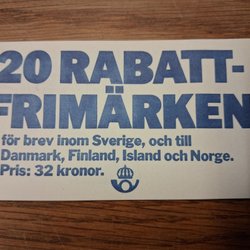 20 RABATT-
FRIMÄRKEN
för brev inom Sverige, och till
Danmark, Finland, Island och Norge.
Pris: 32 kronor.